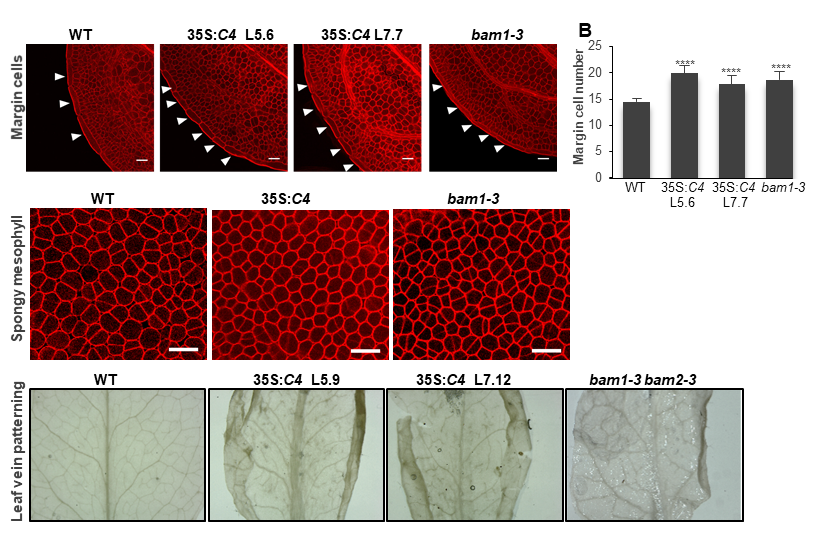 WT 35S:C4 L5.6 35S:C4 L7.7 bam1-3
Margin cells
B
Margin cell number
25
20
15
10
5
0
****
****
****
WT 35S:C4 35S:C4 bam1-3
L5.6 L7.7
WT 35S:C4 bam1-3
Spongy mesophyll
WT 35S:C4 L5.9 35S:C4 L7.12 bam1-3 bam2-3
Leaf vein patterning